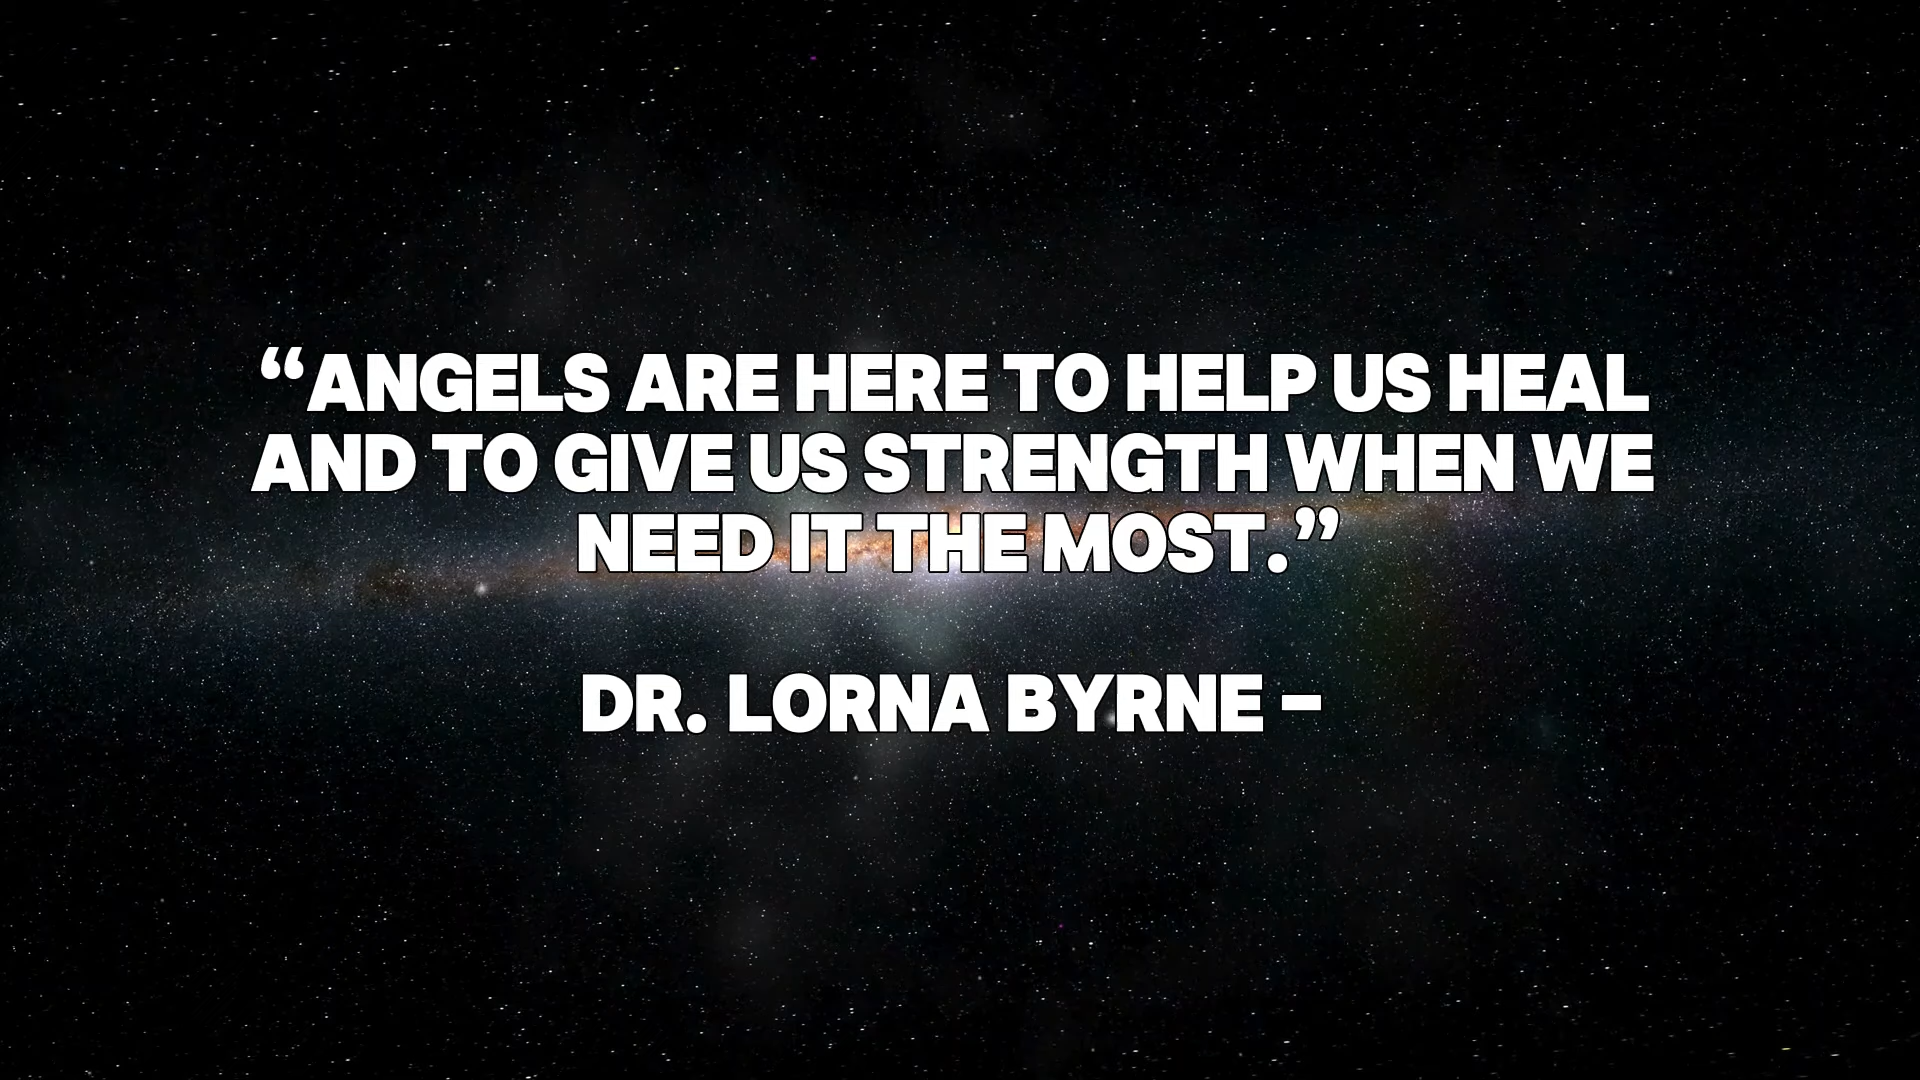 “ANGELS ARE HERE TO HELP US HEAL
AND TO GIVE US STRENGTH WHEN WE
NEED IT THE MOST.”
DR. LORNA BYRNE –